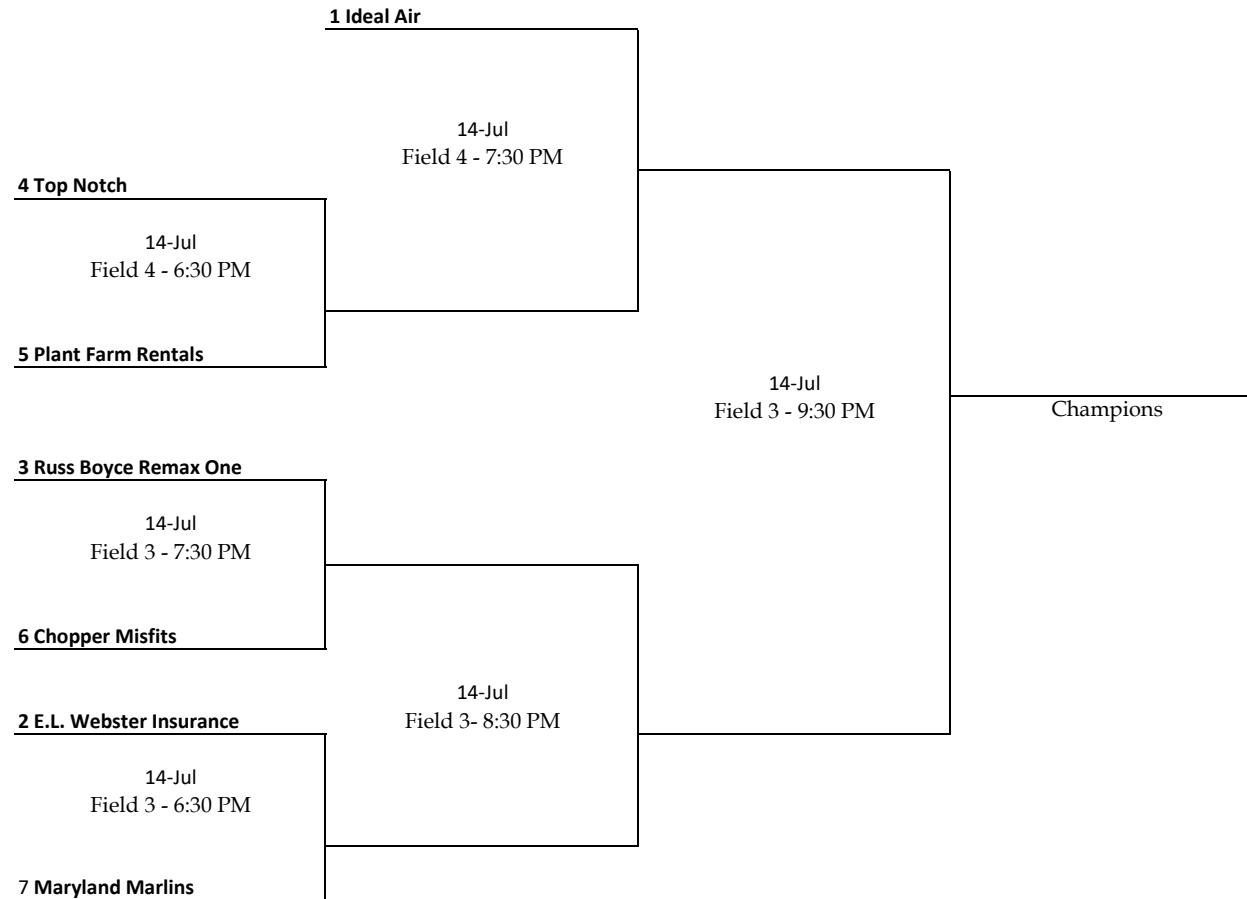 1 Ideal Air
14-Jul
Field 4 - 7:30 PM
4 Top Notch
14-Jul
Field 4 - 6:30 PM
5 Plant Farm Rentals
14-Jul
Field 3 - 9:30 PM
Champions
3 Russ Boyce Remax One
14-Jul
Field 3 - 7:30 PM
6 Chopper Misfits
14-Jul
Field 3- 8:30 PM
2 E.L. Webster Insurance
14-Jul
Field 3 - 6:30 PM
7 Maryland Marlins